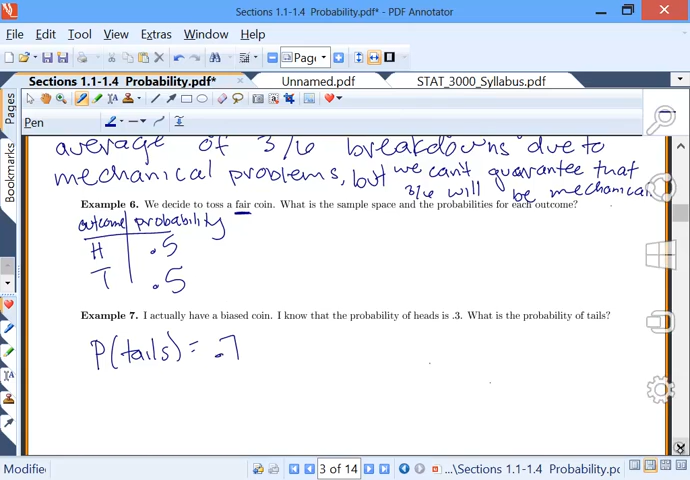 Sections 1.1-1.4 Probability.pdf* - PDF Annotator
File Edit Tool View Extras Window Help
Page
Sections 1.1-1.4 Probability.pdf* Unnamed.pdf STAT_3000_Syllabus.pdf
Pen
Pages
Bookmarks
average of 3/6 breakdowns due to
mechanical problems, but we can't guarantee that
3/6 will be mechanical
Example 6. We decide to toss a fair coin. What is the sample space and the probabilities for each outcome?
outcome probability
H .5
T .5
Example 7. I actually have a biased coin. I know that the probability of heads is .3. What is the probability of tails?
P(tails) = .7
Modifie 3 of 14 ...\Sections 1.1-1.4 Probability.pc